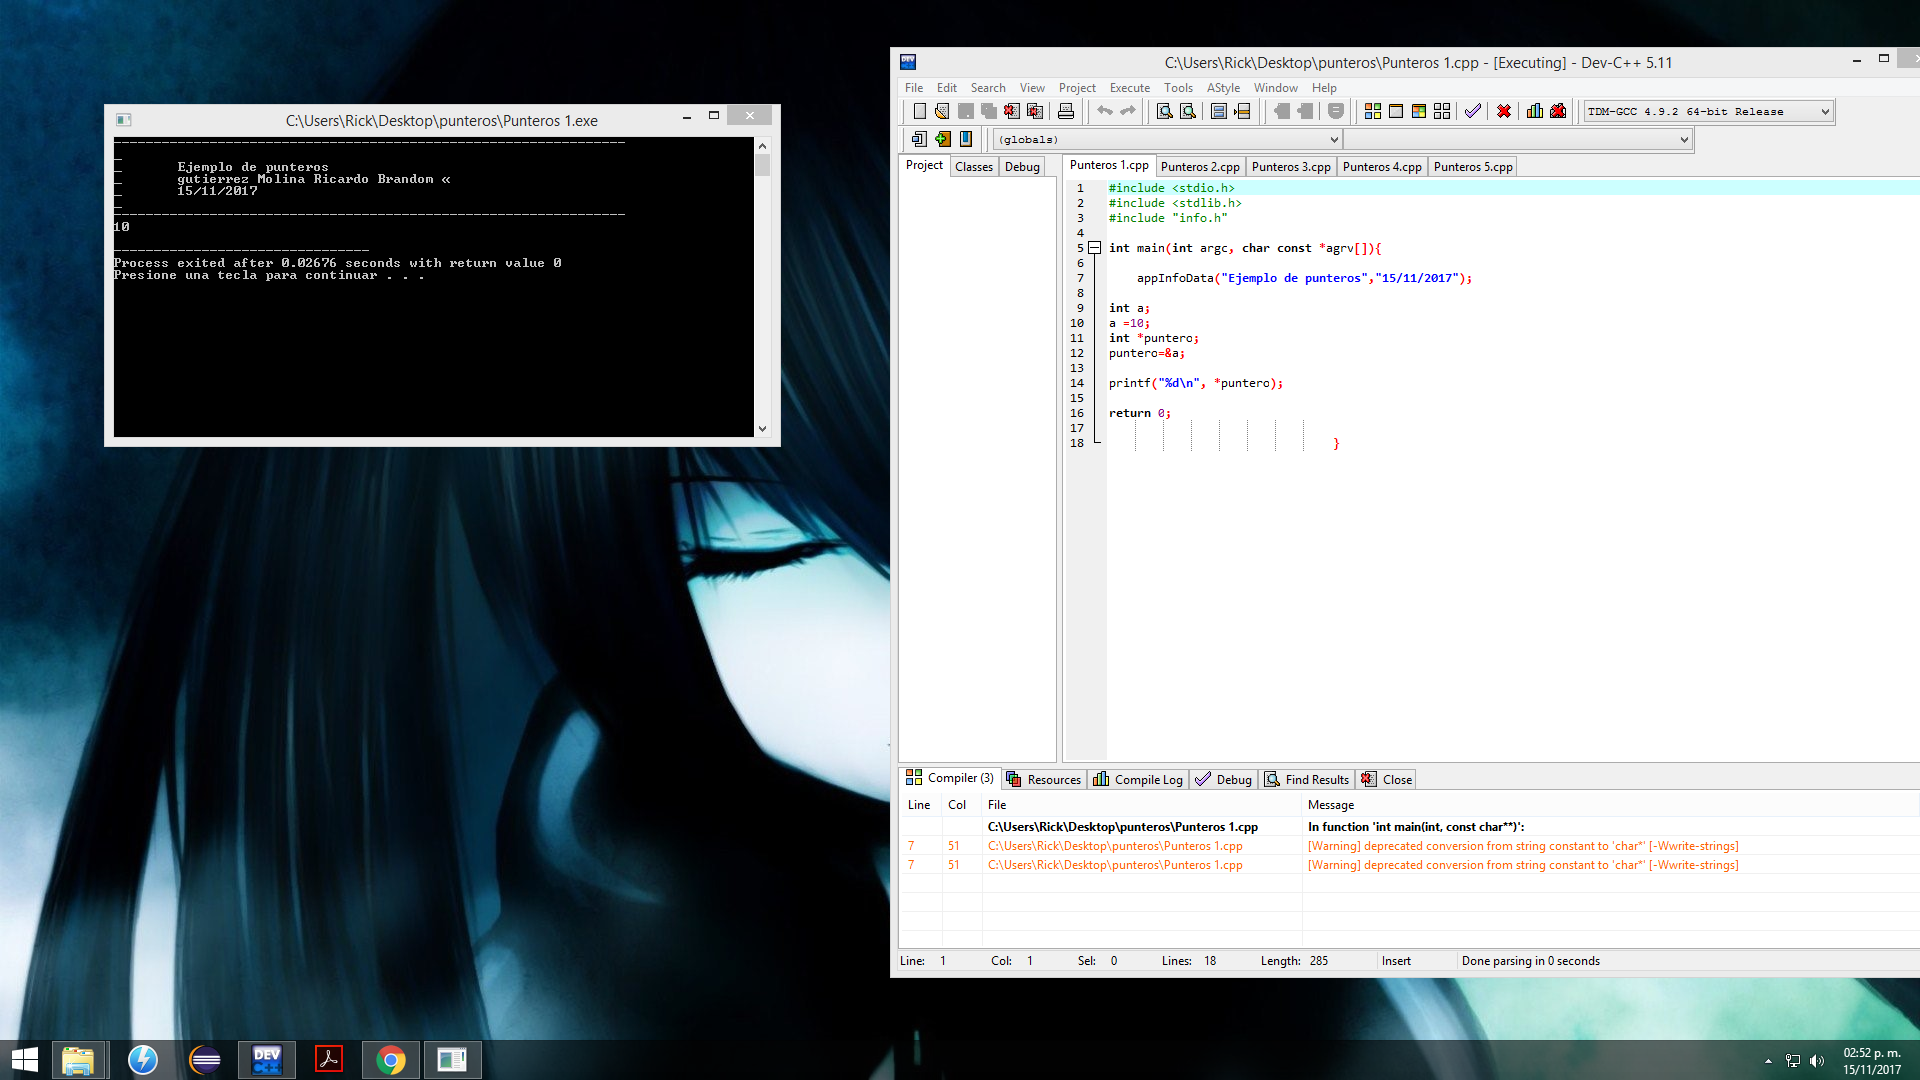 C:\Users\Rick\Desktop\punteros\Punteros 1.exe
Ejemplo de punteros
gutierrez Molina Ricardo Brandom «
15/11/2017
10
Process exited after 0.02676 seconds with return value 0
Presione una tecla para continuar . . .
C:\Users\Rick\Desktop\punteros\Punteros 1.cpp - [Executing] - Dev-C++ 5.11
File Edit Search View Project Execute Tools AStyle Window Help
TDM-GCC 4.9.2 64-bit Release
(globals)
Project Classes Debug
Punteros 1.cpp Punteros 2.cpp Punteros 3.cpp Punteros 4.cpp Punteros 5.cpp
1 #include <stdio.h>
2 #include <stdlib.h>
3 #include "info.h"
4
5 int main(int argc, char const *agrv[]){
6
7 appInfoData("Ejemplo de punteros","15/11/2017");
8
9 int a;
10 a =10;
11 int *puntero;
12 puntero=&a;
13
14 printf("%d\n", *puntero);
15
16 return 0;
17
18 }
Compiler (3) Resources Compile Log Debug Find Results Close
Line Col File Message
C:\Users\Rick\Desktop\punteros\Punteros 1.cpp In function 'int main(int, const char**)':
7 51 C:\Users\Rick\Desktop\punteros\Punteros 1.cpp [Warning] deprecated conversion from string constant to 'char*' [-Wwrite-strings]
7 51 C:\Users\Rick\Desktop\punteros\Punteros 1.cpp [Warning] deprecated conversion from string constant to 'char*' [-Wwrite-strings]
Line: 1 Col: 1 Sel: 0 Lines: 18 Length: 285 Insert Done parsing in 0 seconds
DEV C++
02:52 p. m.
15/11/2017